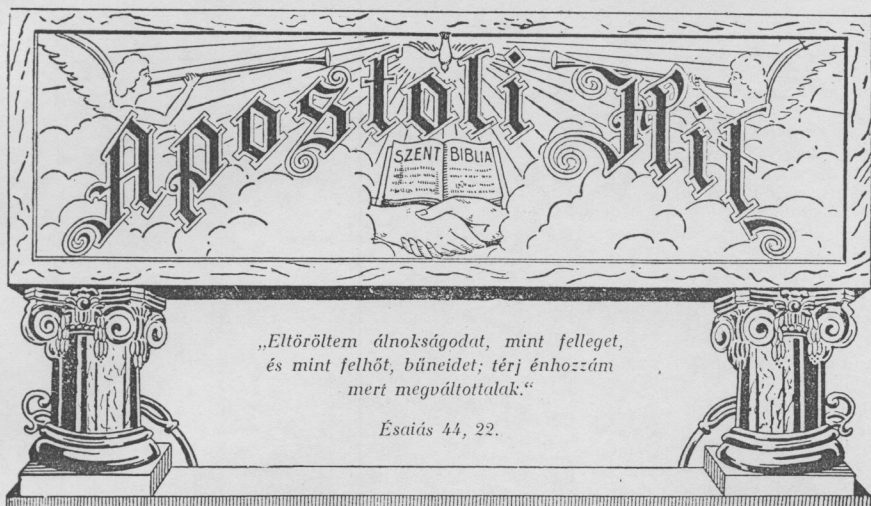 Apostoli Hit
SZENT BIBLIA
„Eltöröltem álnokságodat, mint felleget,
és mint felhőt, bűneidet; térj énhozzám
mert megváltottalak.“
Ésaiás 44, 22.